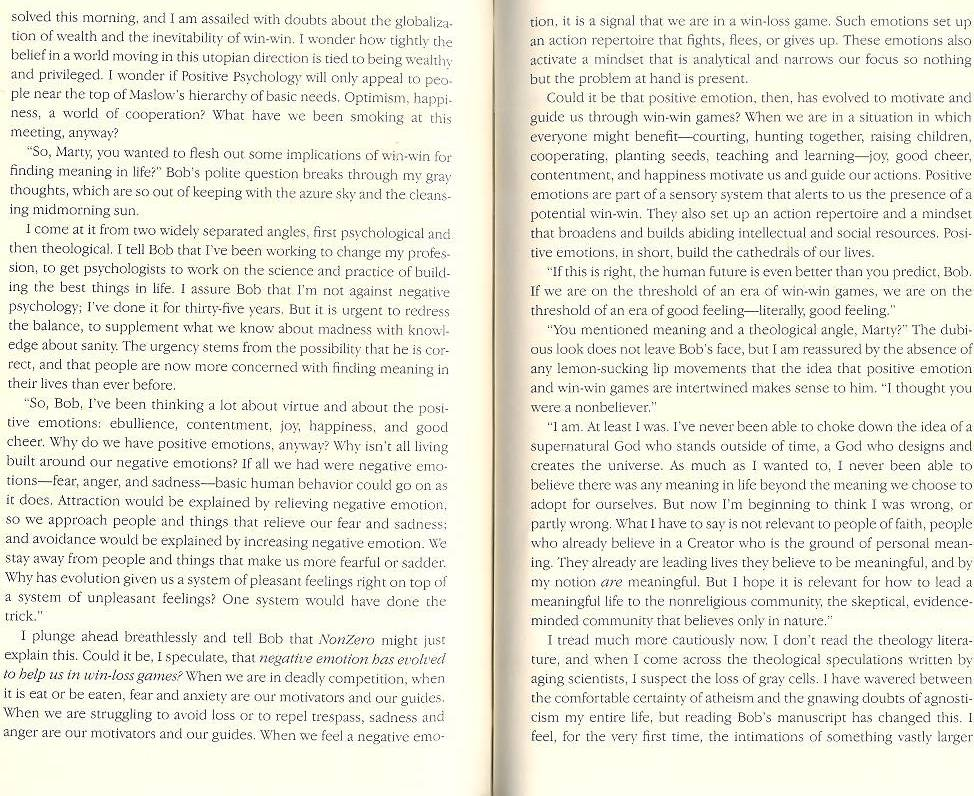 solved this morning, and I am assailed with doubts about the globaliza-
tion of wealth and the inevitability of win-win. I wonder how tightly the
belief in a world moving in this utopian direction is tied to being wealthy
and privileged. I wonder if Positive Psychology will only appeal to peo-
ple near the top of Maslow's hierarchy of basic needs. Optimism, happi-
ness, a world of cooperation? What have we been smoking at this
meeting, anyway?
"So, Marty, you wanted to flesh out some implications of win-win for
finding meaning in life?" Bob's polite question breaks through my gray
thoughts, which are so out of keeping with the azure sky and the cleans-
ing midmorning sun.
I come at it from two widely separated angles, first psychological and
then theological. I tell Bob that I've been working to change my profes-
sion, to get psychologists to work on the science and practice of build-
ing the best things in life. I assure Bob that I'm not against negative
psychology; I've done it for thirty-five years. But it is urgent to redress
the balance, to supplement what we know about madness with knowl-
edge about sanity. The urgency stems from the possibility that he is cor-
rect, and that people are now more concerned with finding meaning in
their lives than ever before.
"So, Bob, I've been thinking a lot about virtue and about the posi-
tive emotions: ebullience, contentment, joy, happiness, and good
cheer. Why do we have positive emotions, anyway? Why isn't all living
built around our negative emotions? If all we had were negative emo-
tions—fear, anger, and sadness—basic human behavior could go on as
it does. Attraction would be explained by relieving negative emotion,
so we approach people and things that relieve our fear and sadness;
and avoidance would be explained by increasing negative emotion. We
stay away from people and things that make us more fearful or sadder.
Why has evolution given us a system of pleasant feelings right on top of
a system of unpleasant feelings? One system would have done the
trick."
I plunge ahead breathlessly and tell Bob that NonZero might just
explain this. Could it be, I speculate, that negative emotion has evolved
to help us in win-loss games? When we are in deadly competition, when
it is eat or be eaten, fear and anxiety are our motivators and our guides.
When we are struggling to avoid loss or to repel trespass, sadness and
anger are our motivators and our guides. When we feel a negative emo-
tion, it is a signal that we are in a win-loss game. Such emotions set up
an action repertoire that fights, flees, or gives up. These emotions also
activate a mindset that is analytical and narrows our focus so nothing
but the problem at hand is present.
Could it be that positive emotion, then, has evolved to motivate and
guide us through win-win games? When we are in a situation in which
everyone might benefit—courting, hunting together, raising children,
cooperating, planting seeds, teaching and learning—joy, good cheer,
contentment, and happiness motivate us and guide our actions. Positive
emotions are part of a sensory system that alerts to us the presence of a
potential win-win. They also set up an action repertoire and a mindset
that broadens and builds abiding intellectual and social resources. Posi-
tive emotions, in short, build the cathedrals of our lives.
"If this is right, the human future is even better than you predict, Bob.
If we are on the threshold of an era of win-win games, we are on the
threshold of an era of good feeling—literally, good feeling."
"You mentioned meaning and a theological angle, Marty?" The dubi-
ous look does not leave Bob's face, but I am reassured by the absence of
any lemon-sucking lip movements that the idea that positive emotion
and win-win games are intertwined makes sense to him. "I thought you
were a nonbeliever."
"I am. At least I was. I've never been able to choke down the idea of a
supernatural God who stands outside of time, a God who designs and
creates the universe. As much as I wanted to, I never been able to
believe there was any meaning in life beyond the meaning we choose to
adopt for ourselves. But now I'm beginning to think I was wrong, or
partly wrong. What I have to say is not relevant to people of faith, people
who already believe in a Creator who is the ground of personal mean-
ing. They already are leading lives they believe to be meaningful, and by
my notion are meaningful. But I hope it is relevant for how to lead a
meaningful life to the nonreligious community, the skeptical, evidence-
minded community that believes only in nature."
I tread much more cautiously now. I don't read the theology litera-
ture, and when I come across the theological speculations written by
aging scientists, I suspect the loss of gray cells. I have wavered between
the comfortable certainty of atheism and the gnawing doubts of agnosti-
cism my entire life, but reading Bob's manuscript has changed this. I
feel, for the very first time, the intimations of something vastly larger